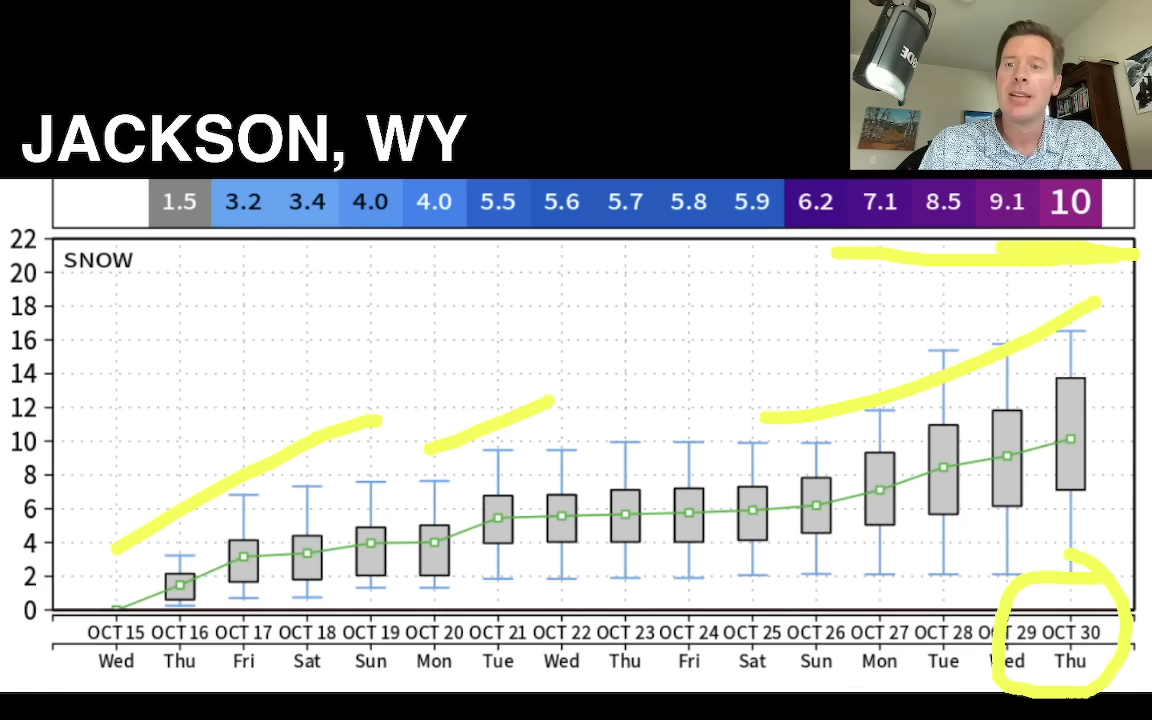 JACKSON, WY
1.5 3.2 3.4 4.0 4.0 5.5 5.6 5.7 5.8 5.9 6.2 7.1 8.5 9.1 10
22
SNOW
20
18
16
14
12
10
8
6
4
2
0
OCT 15 OCT 16 OCT 17 OCT 18 OCT 19 OCT 20 OCT 21 OCT 22 OCT 23 OCT 24 OCT 25 OCT 26 OCT 27 OCT 28 OCT 29 OCT 30
Wed Thu Fri Sat Sun Mon Tue Wed Thu Fri Sat Sun Mon Tue Wed Thu